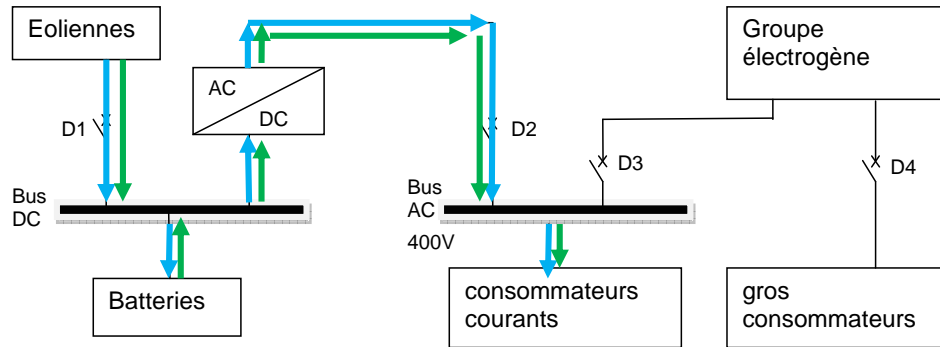 Eoliennes
AC
DC
Groupe
électrogène
D1
D2
D3
D4
Bus
DC
Bus
AC
400V
Batteries
consommateurs
courants
gros
consommateurs